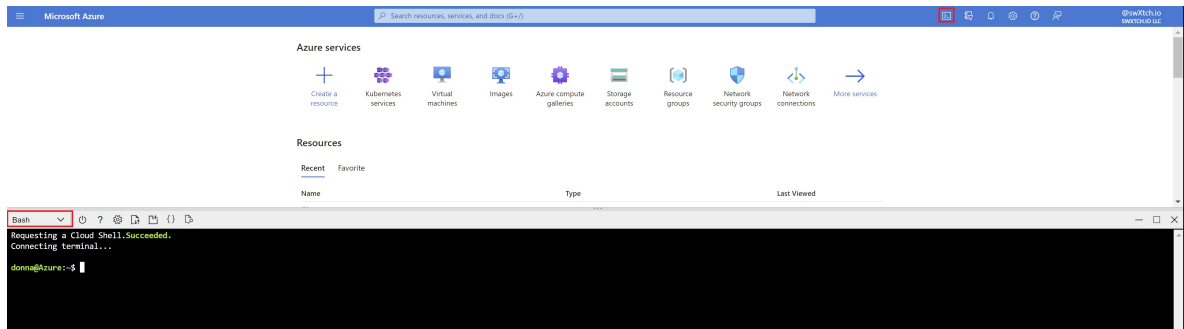 Microsoft Azure
Search resources, services, and docs (G+/)
@swXtch.io
SWXTCH.IO LLC
Azure services
Create a resource
Kubernetes services
Virtual machines
Images
Azure compute galleries
Storage accounts
Resource groups
Network security groups
Network connections
More services
Resources
Recent Favorite
Name Type Last Viewed
Bash
Requesting a Cloud Shell.Succeeded.
Connecting terminal...
donna@Azure:~$